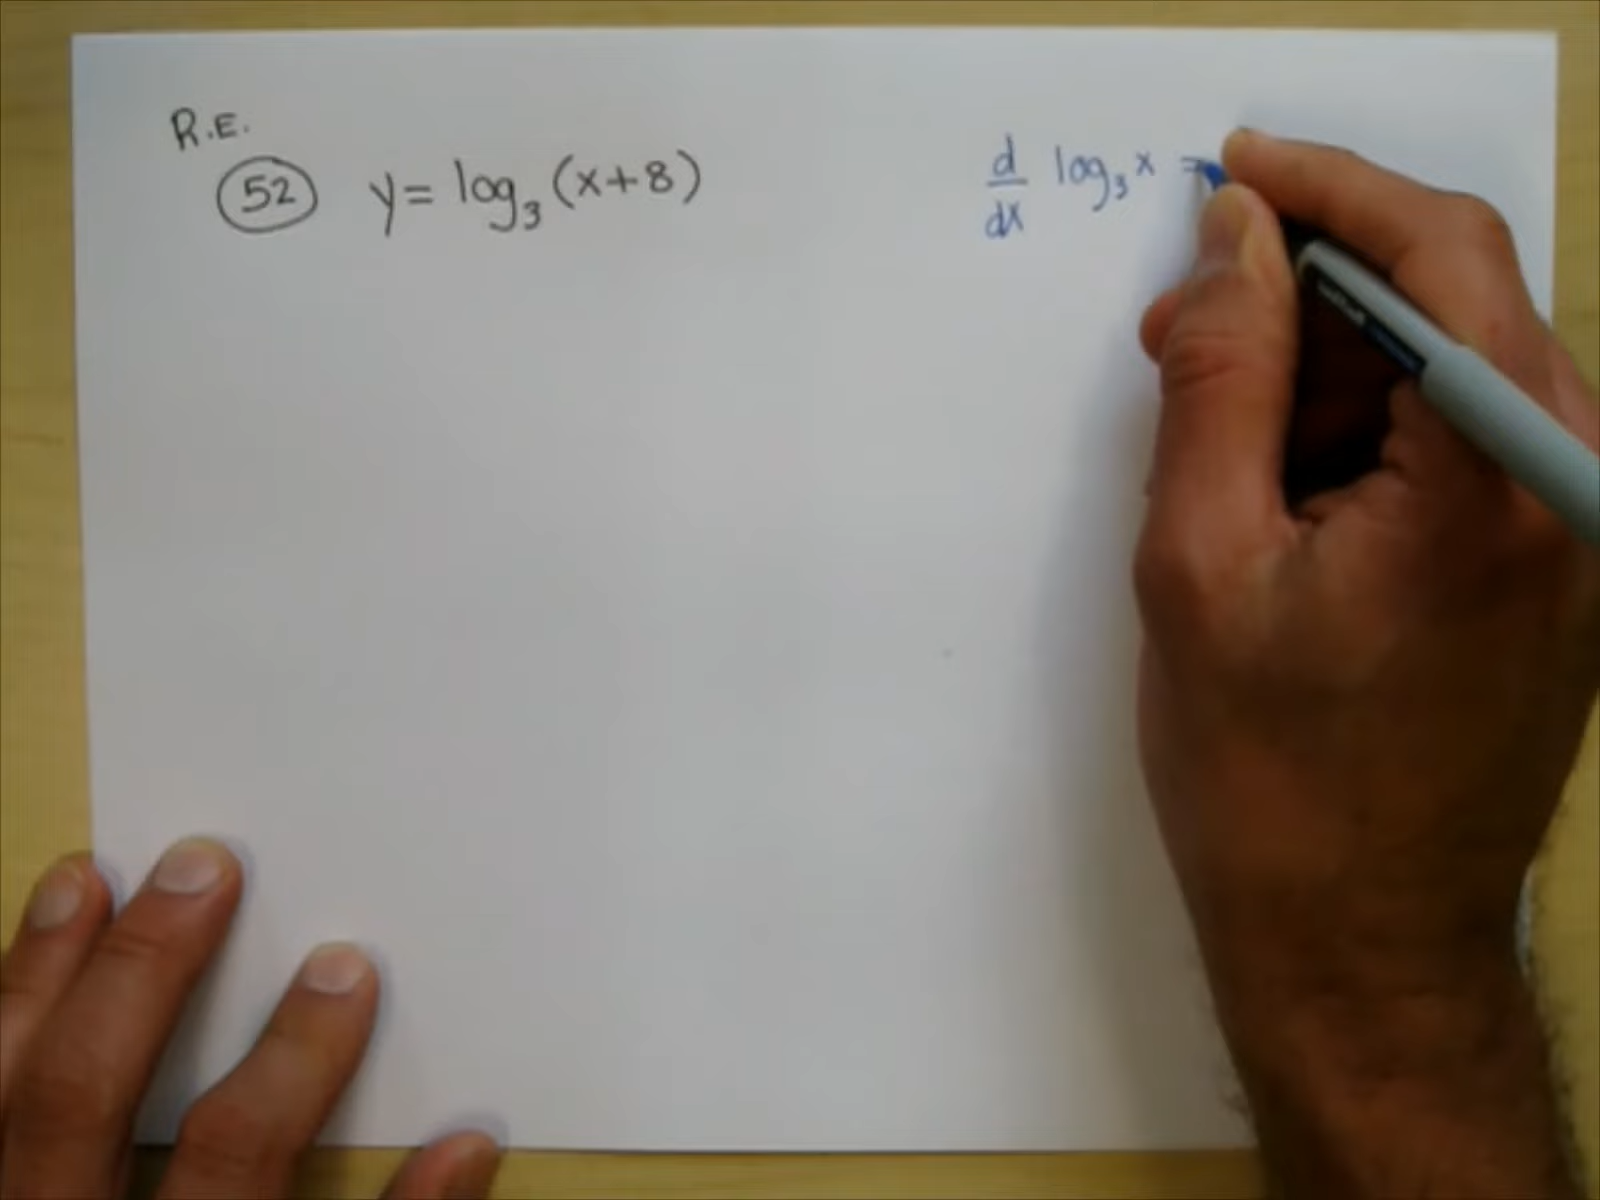 R.E.
52 y = log₃(x+8)
d/dx log₃ x =